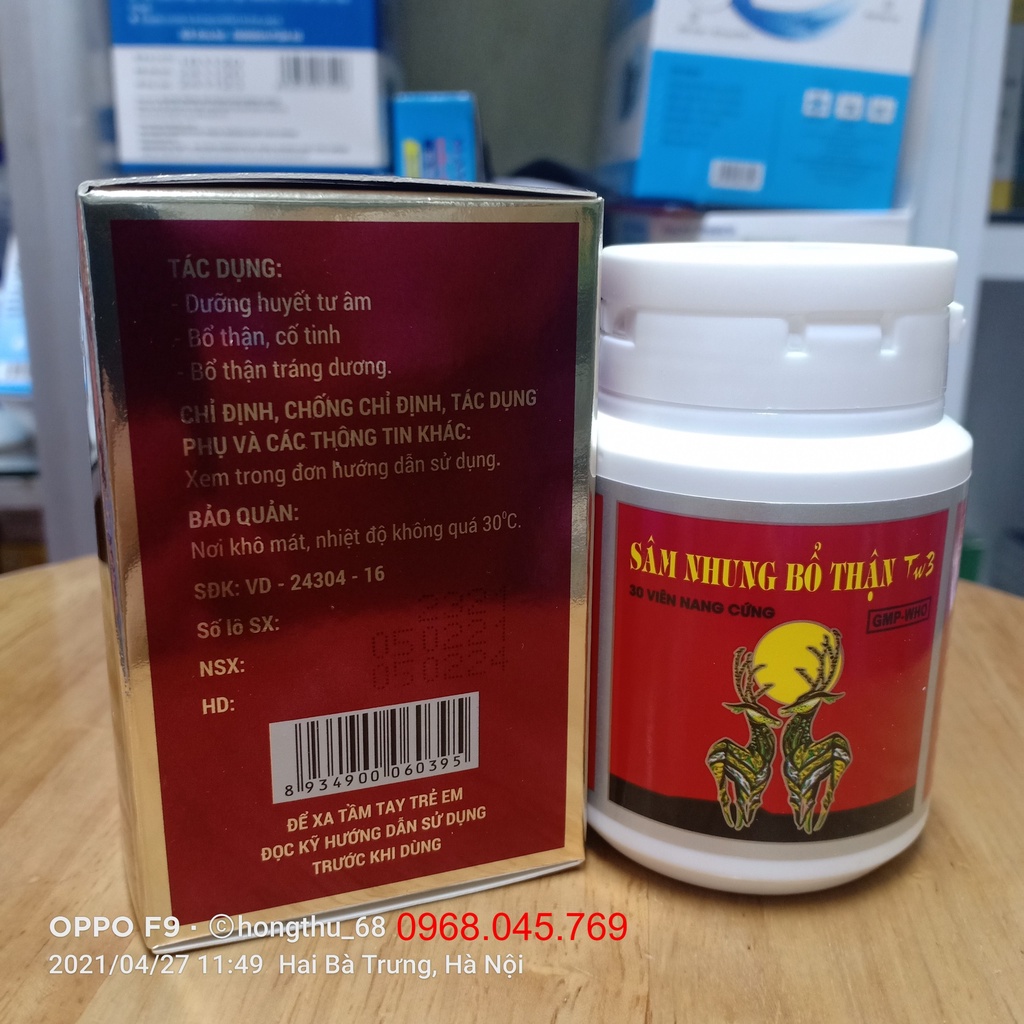 TÁC DỤNG:
- Dưỡng huyết tư âm
- Bổ thận, cố tinh
- Bổ thận tráng dương.
CHỈ ĐỊNH, CHỐNG CHỈ ĐỊNH, TÁC DỤNG
PHỤ VÀ CÁC THÔNG TIN KHÁC:
Xem trong đơn hướng dẫn sử dụng.
BẢO QUẢN:
Nơi khô mát, nhiệt độ không quá 30⁰C.
SĐK: VD - 24304 - 16
Số lô SX:
NSX: 050221
HD: 050224
8 934900 060395
ĐỂ XA TẦM TAY TRẺ EM
ĐỌC KỸ HƯỚNG DẪN SỬ DỤNG
TRƯỚC KHI DÙNG
SÂM NHUNG BỔ THẬN Tw3
30 VIÊN NANG CỨNG
GMP-WHO
OPPO F9 · ©hongthu_68 0968.045.769
2021/04/27 11:49 Hai Bà Trưng, Hà Nội